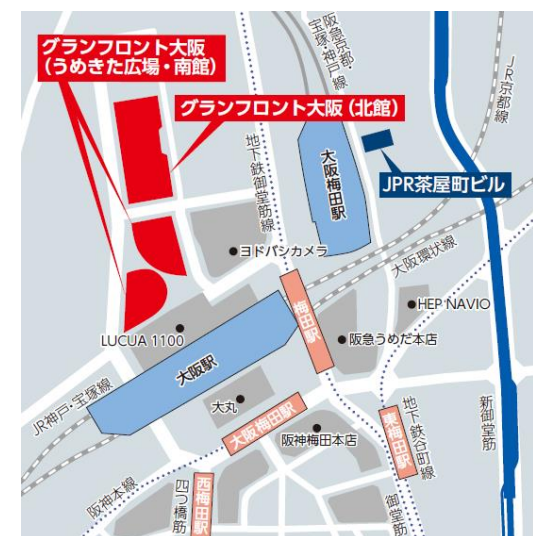 グランフロント大阪
(うめきた広場・南館)
グランフロント大阪(北館)
阪急京都・
宝塚・神戸線
JR京都線
地下鉄御堂筋線
大阪梅田駅
JPR茶屋町ビル
ヨドバシカメラ
大阪環状線
梅田駅
HEP NAVIO
LUCUA 1100
阪急うめだ本店
大阪駅
JR神戸・宝塚線
大丸
大阪梅田駅
阪神梅田本店
東梅田駅
地下鉄谷町線
新御堂筋
阪神本線
四つ橋筋
西梅田駅
御堂筋